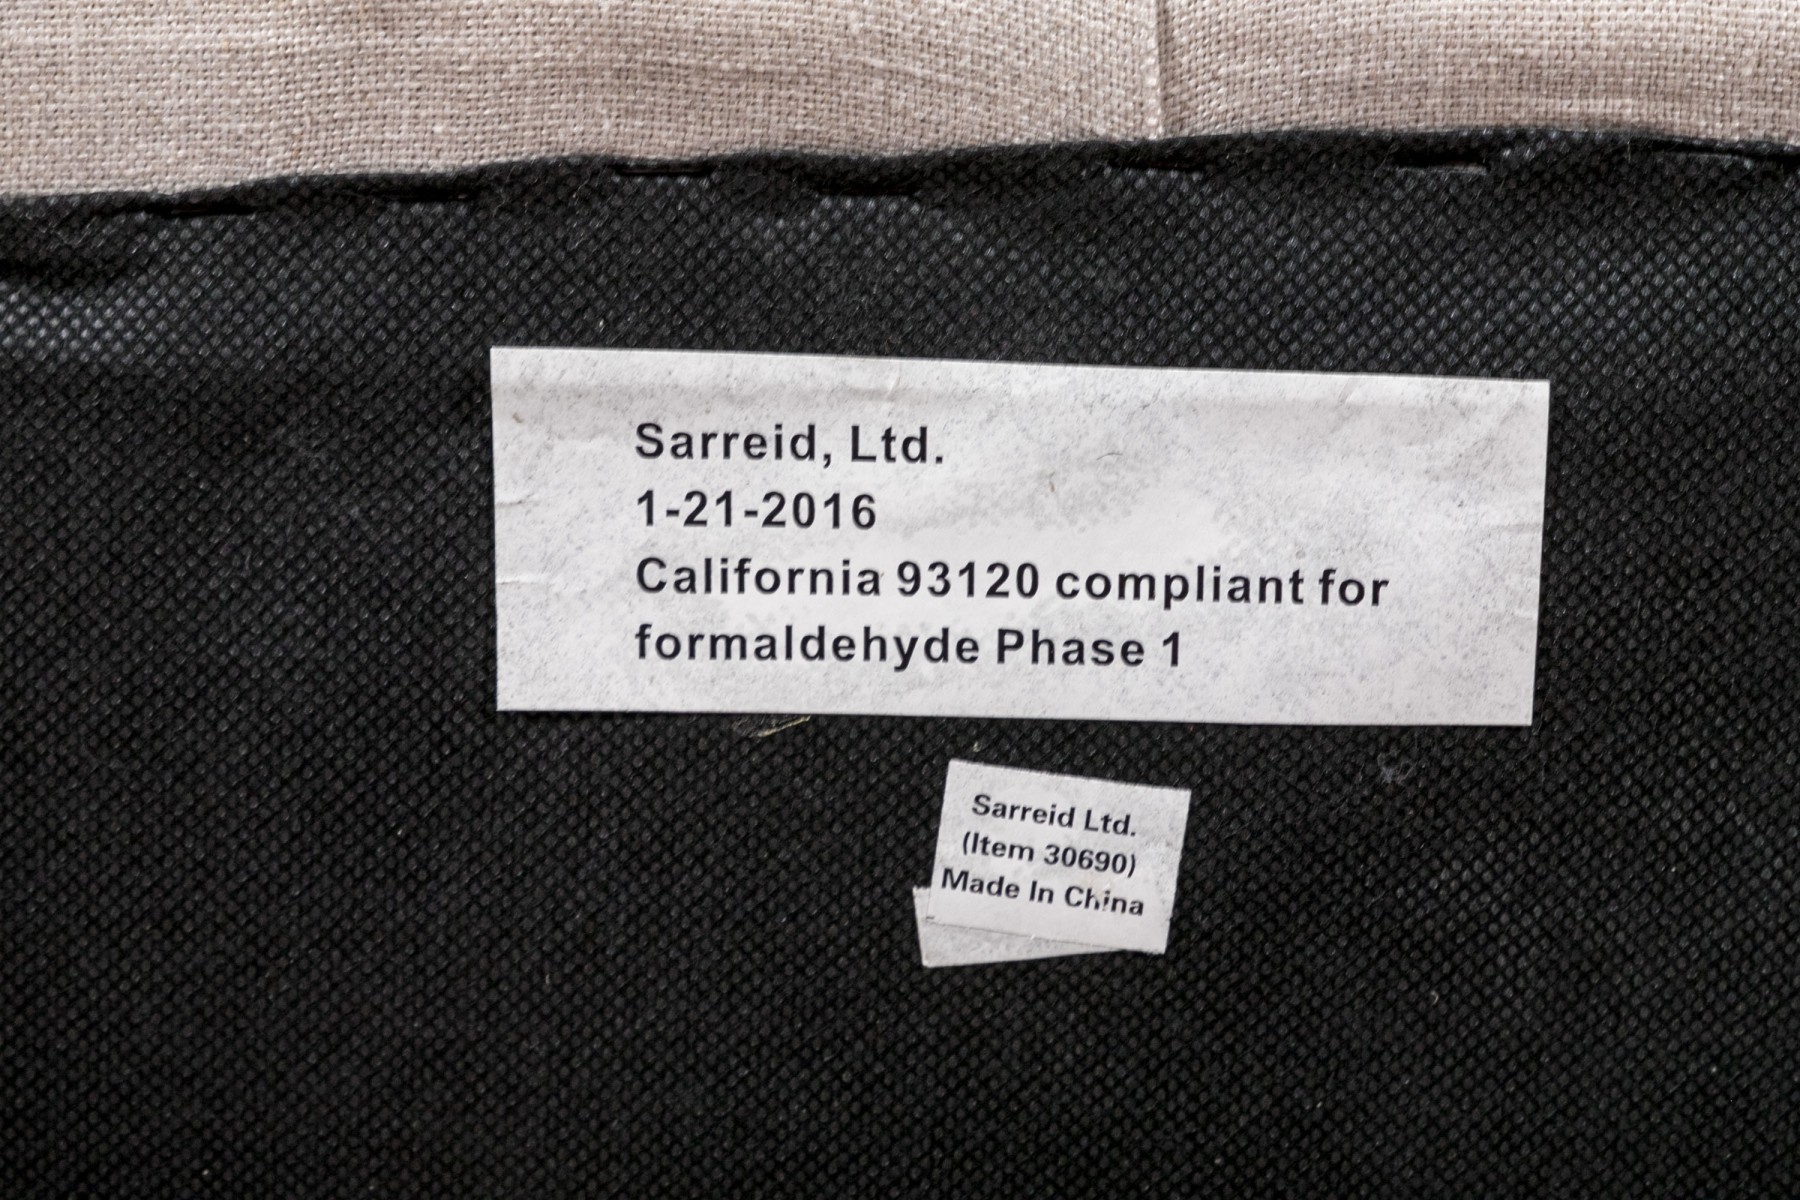 Sarreid, Ltd.
1-21-2016
California 93120 compliant for
formaldehyde Phase 1
Sarreid Ltd.
(Item 30690)
Made In China